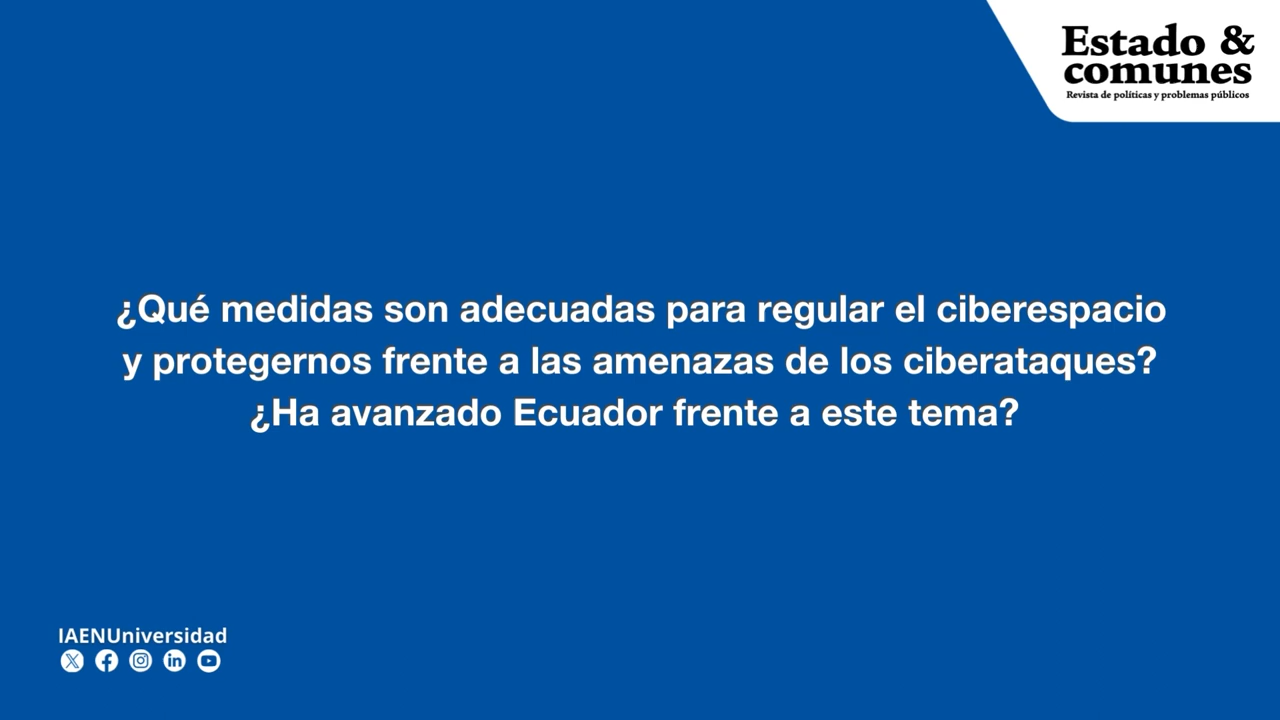 Estado &
comunes
Revista de políticas y problemas públicos
¿Qué medidas son adecuadas para regular el ciberespacio
y protegernos frente a las amenazas de los ciberataques?
¿Ha avanzado Ecuador frente a este tema?
IAENUniversidad